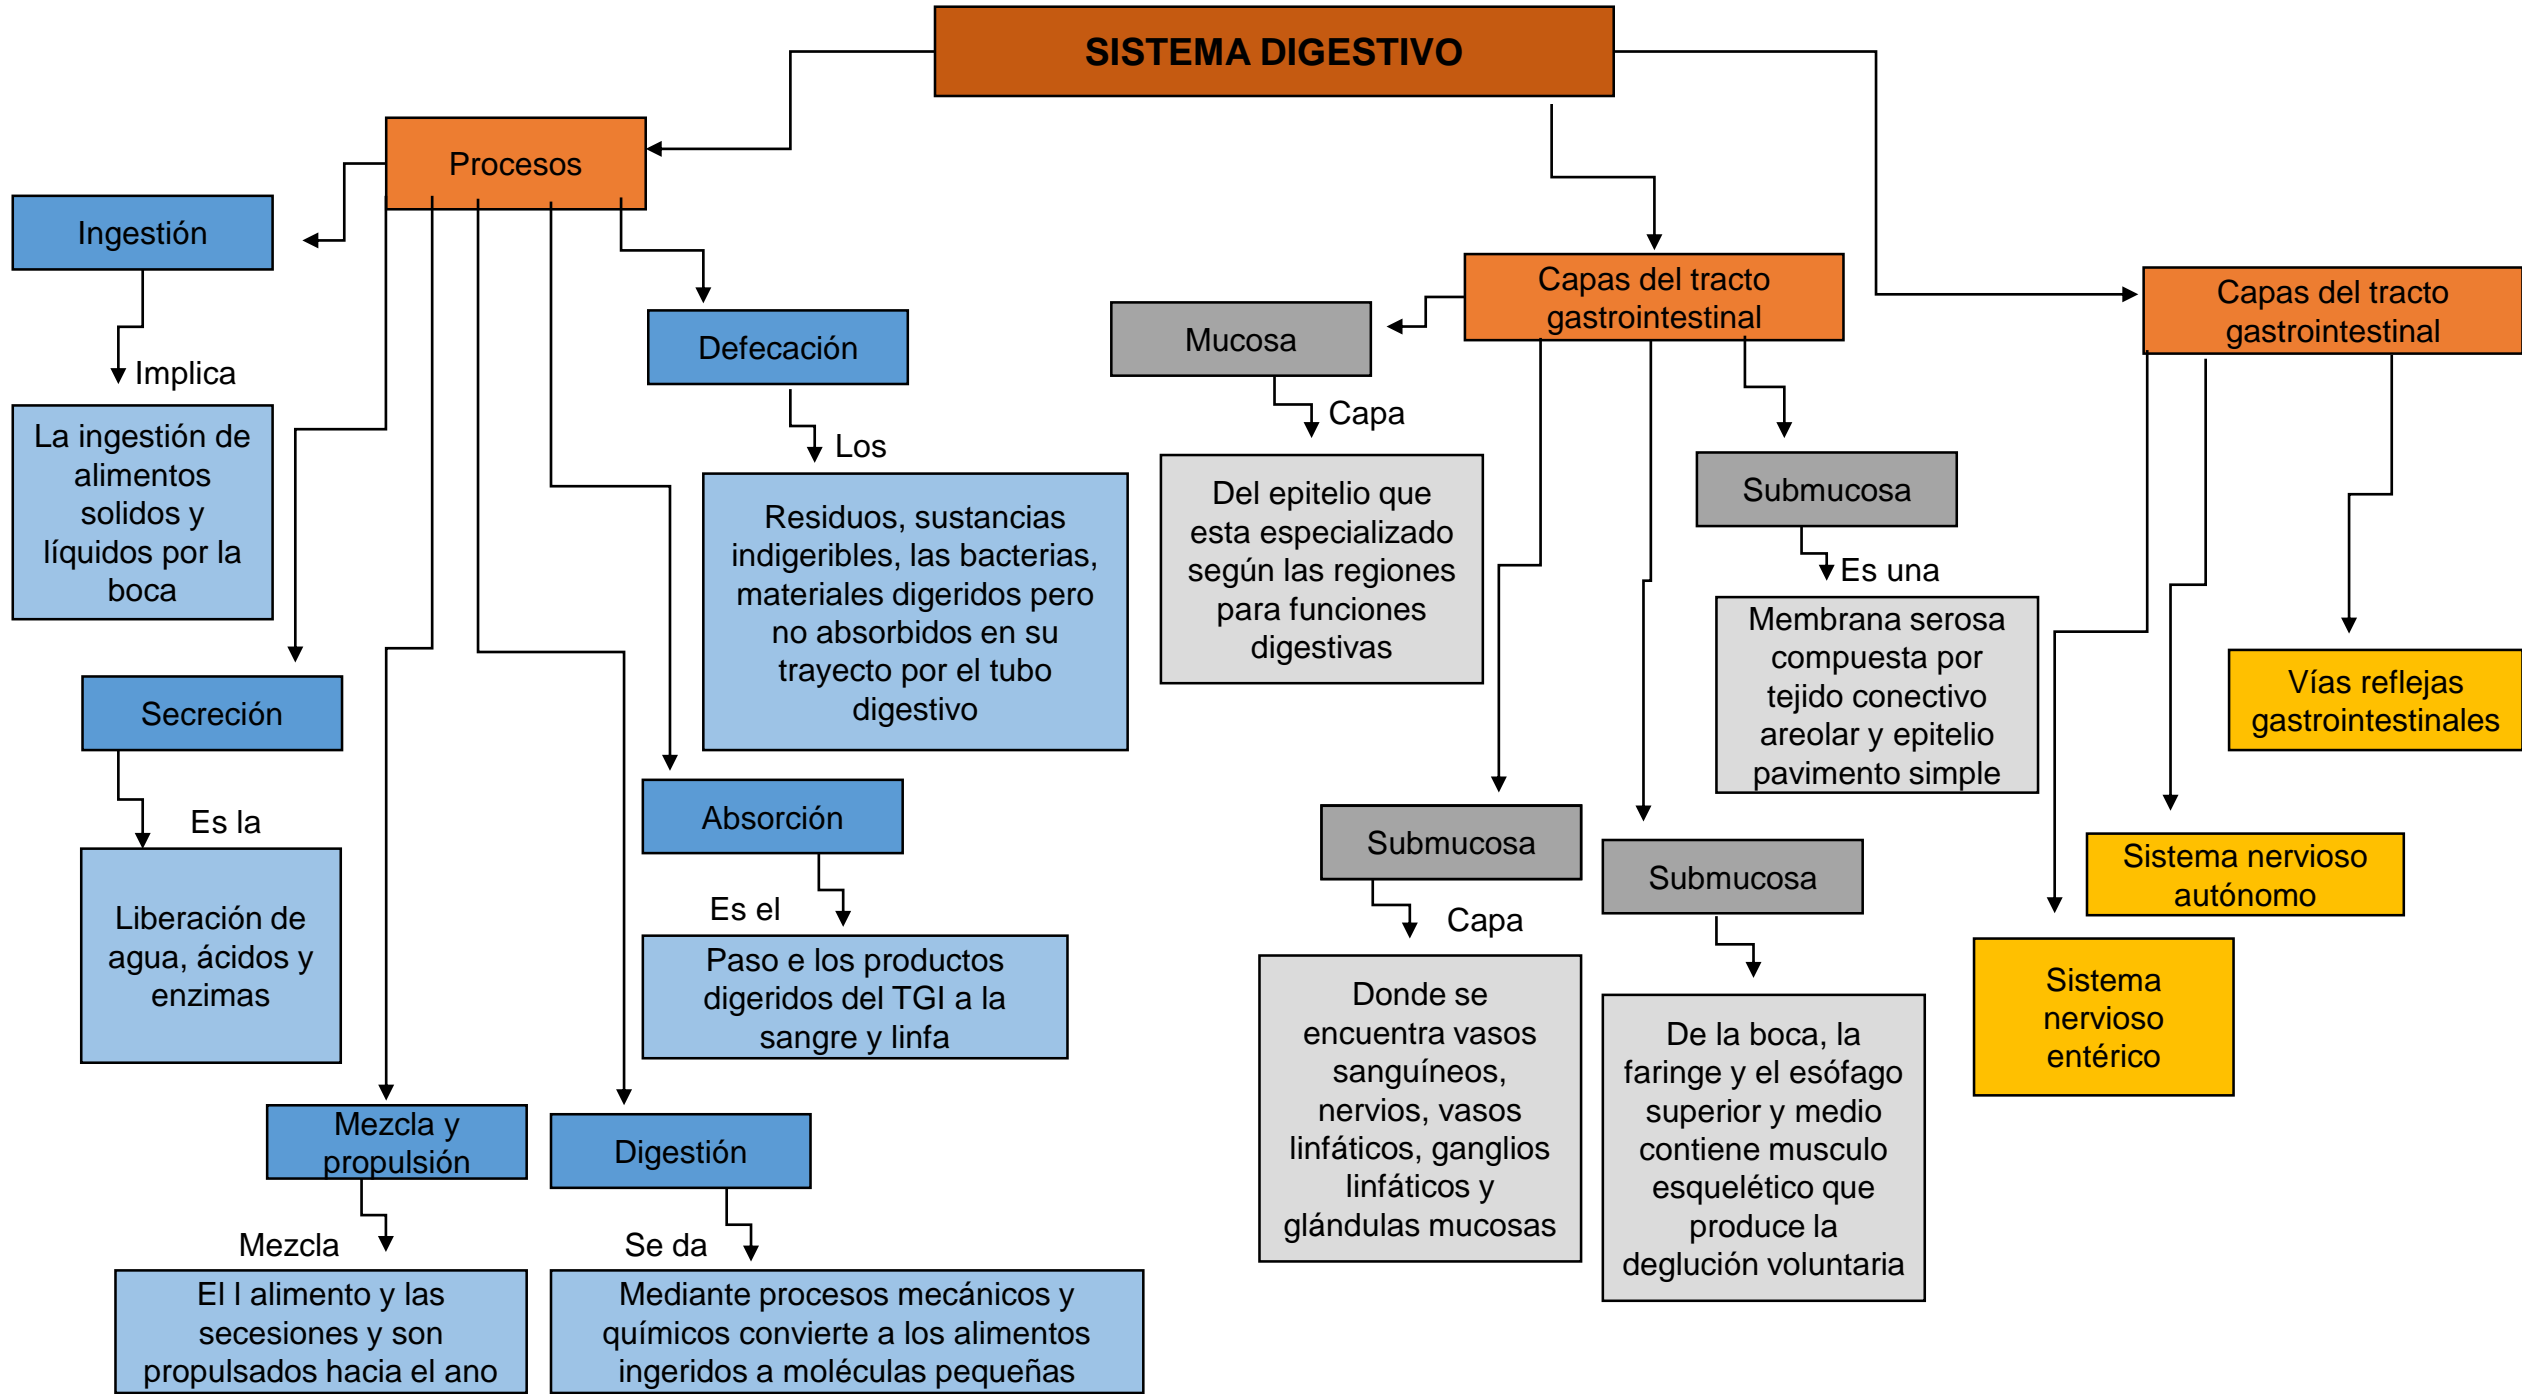 SISTEMA DIGESTIVO
Procesos
Ingestión
Implica
La ingestión de
alimentos
solidos y
líquidos por la
boca
Secreción
Es la
Liberación de
agua, ácidos y
enzimas
Mezcla y
propulsión
Mezcla
El l alimento y las
secesiones y son
propulsados hacia el ano
Digestión
Se da
Mediante procesos mecánicos y
químicos convierte a los alimentos
ingeridos a moléculas pequeñas
Absorción
Es el
Paso e los productos
digeridos del TGI a la
sangre y linfa
Defecación
Los
Residuos, sustancias
indigeribles, las bacterias,
materiales digeridos pero
no absorbidos en su
trayecto por el tubo
digestivo
Capas del tracto
gastrointestinal
Mucosa
Capa
Del epitelio que
esta especializado
según las regiones
para funciones
digestivas
Submucosa
Capa
Donde se
encuentra vasos
sanguíneos,
nervios, vasos
linfáticos, ganglios
linfáticos y
glándulas mucosas
Submucosa
De la boca, la
faringe y el esófago
superior y medio
contiene musculo
esquelético que
produce la
deglución voluntaria
Submucosa
Es una
Membrana serosa
compuesta por
tejido conectivo
areolar y epitelio
pavimento simple
Capas del tracto
gastrointestinal
Sistema
nervioso
entérico
Sistema nervioso
autónomo
Vías reflejas
gastrointestinales